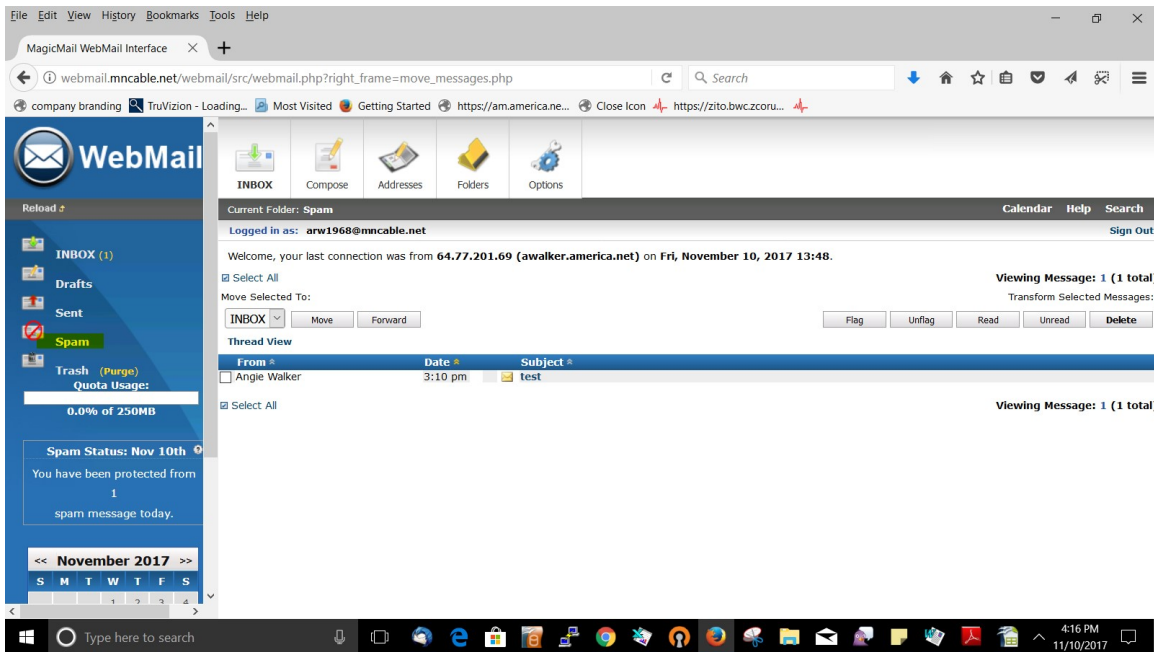 File Edit View History Bookmarks Tools Help
MagicMail WebMail Interface
webmail.mncable.net/webmail/src/webmail.php?right_frame=move_messages.php
Search
company branding TruVizion - Loading... Most Visited Getting Started https://am.america.ne... Close Icon https://zito.bwc.zcoru...
WebMail
INBOX Compose Addresses Folders Options
Reload
Current Folder: Spam Calendar Help Search
Logged in as: arw1968@mncable.net Sign Out
INBOX (1)
Drafts
Sent
Spam
Trash (Purge)
Quota Usage:
0.0% of 250MB
Spam Status: Nov 10th
You have been protected from
1
spam message today.
<< November 2017 >>
S M T W T F S
1 2 3 4
Welcome, your last connection was from 64.77.201.69 (awalker.america.net) on Fri, November 10, 2017 13:48.
Select All Viewing Message: 1 (1 total)
Move Selected To: Transform Selected Messages:
INBOX Move Forward Flag Unflag Read Unread Delete
Thread View
From Date Subject
Angie Walker 3:10 pm test
Select All Viewing Message: 1 (1 total)
Type here to search
4:16 PM
11/10/2017